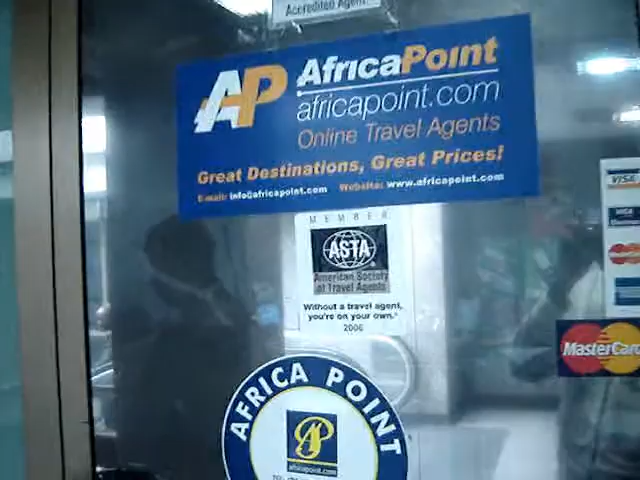 Accredited Agent
AP AfricaPoint
africapoint.com
Online Travel Agents
Great Destinations, Great Prices!
E-mail: info@africapoint.com Website: www.africapoint.com
MEMBER
ASTA
American Society
of Travel Agents
Without a travel agent,
you're on your own.
2006
VISA
MasterCard
AFRICA POINT
africapoint.com